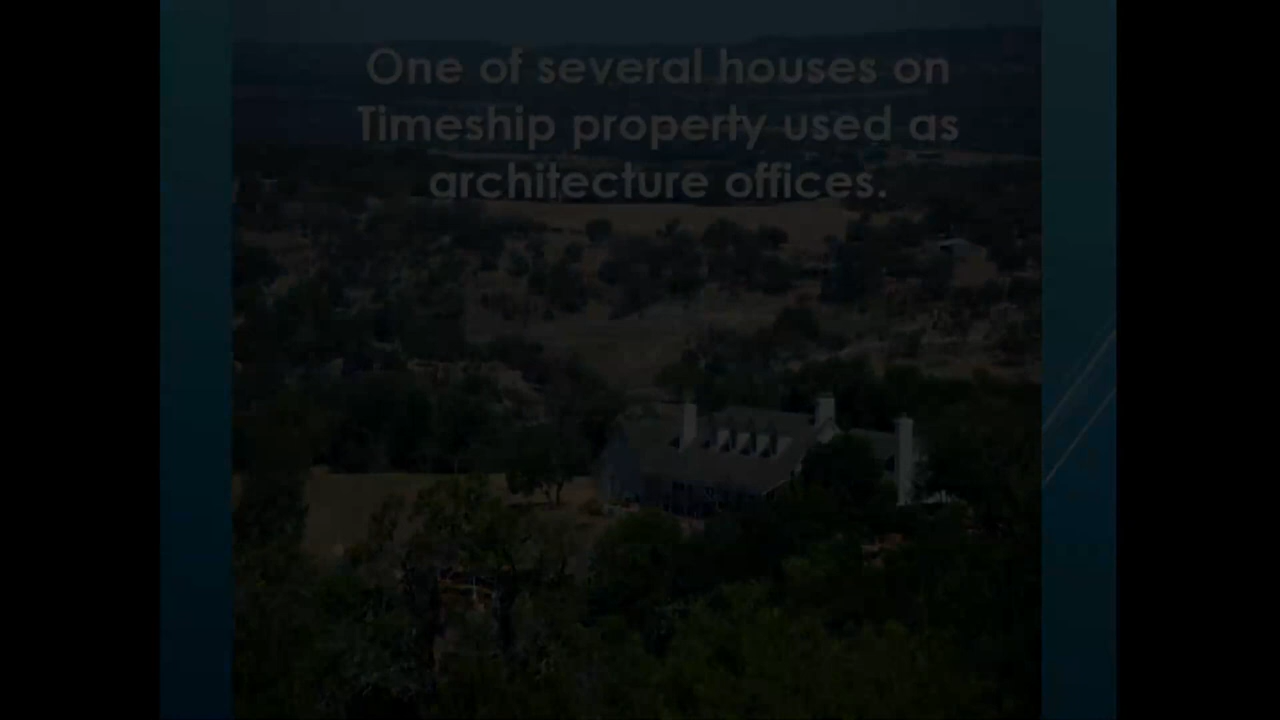 One of several houses on
Timeship property used as
architecture offices.